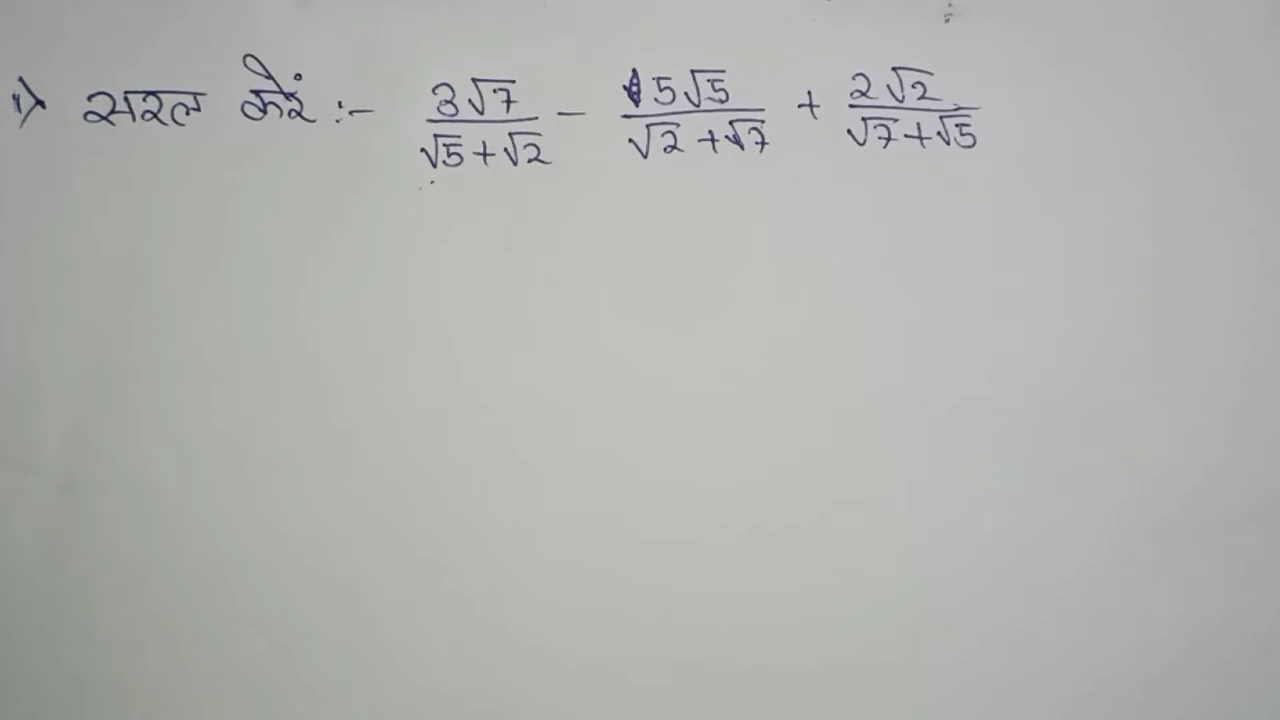 1) सरल करें :- 3√7/(√5+√2) - 5√5/(√2+√7) + 2√2/(√7+√5)